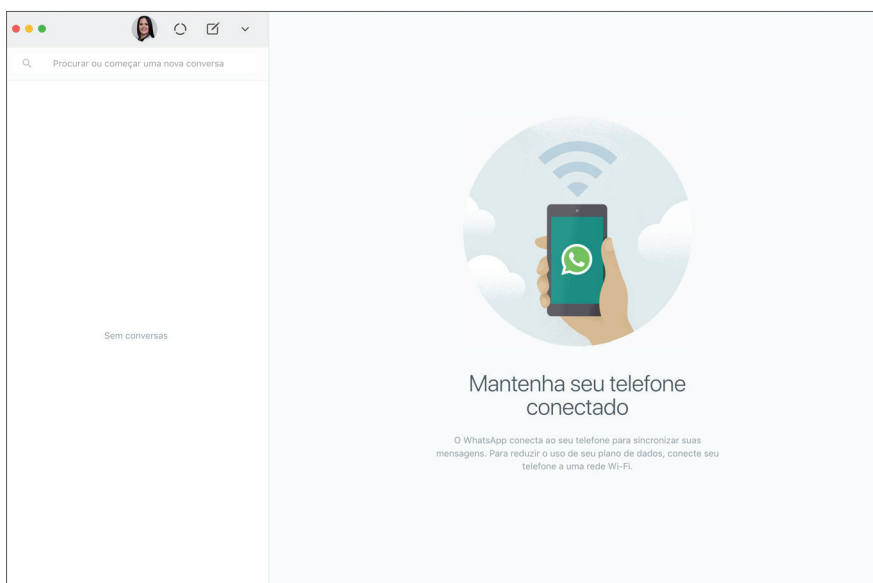 Procurar ou começar uma nova conversa
Sem conversas
Mantenha seu telefone
conectado
O WhatsApp conecta ao seu telefone para sincronizar suas
mensagens. Para reduzir o uso de seu plano de dados, conecte seu
telefone a uma rede Wi-Fi.